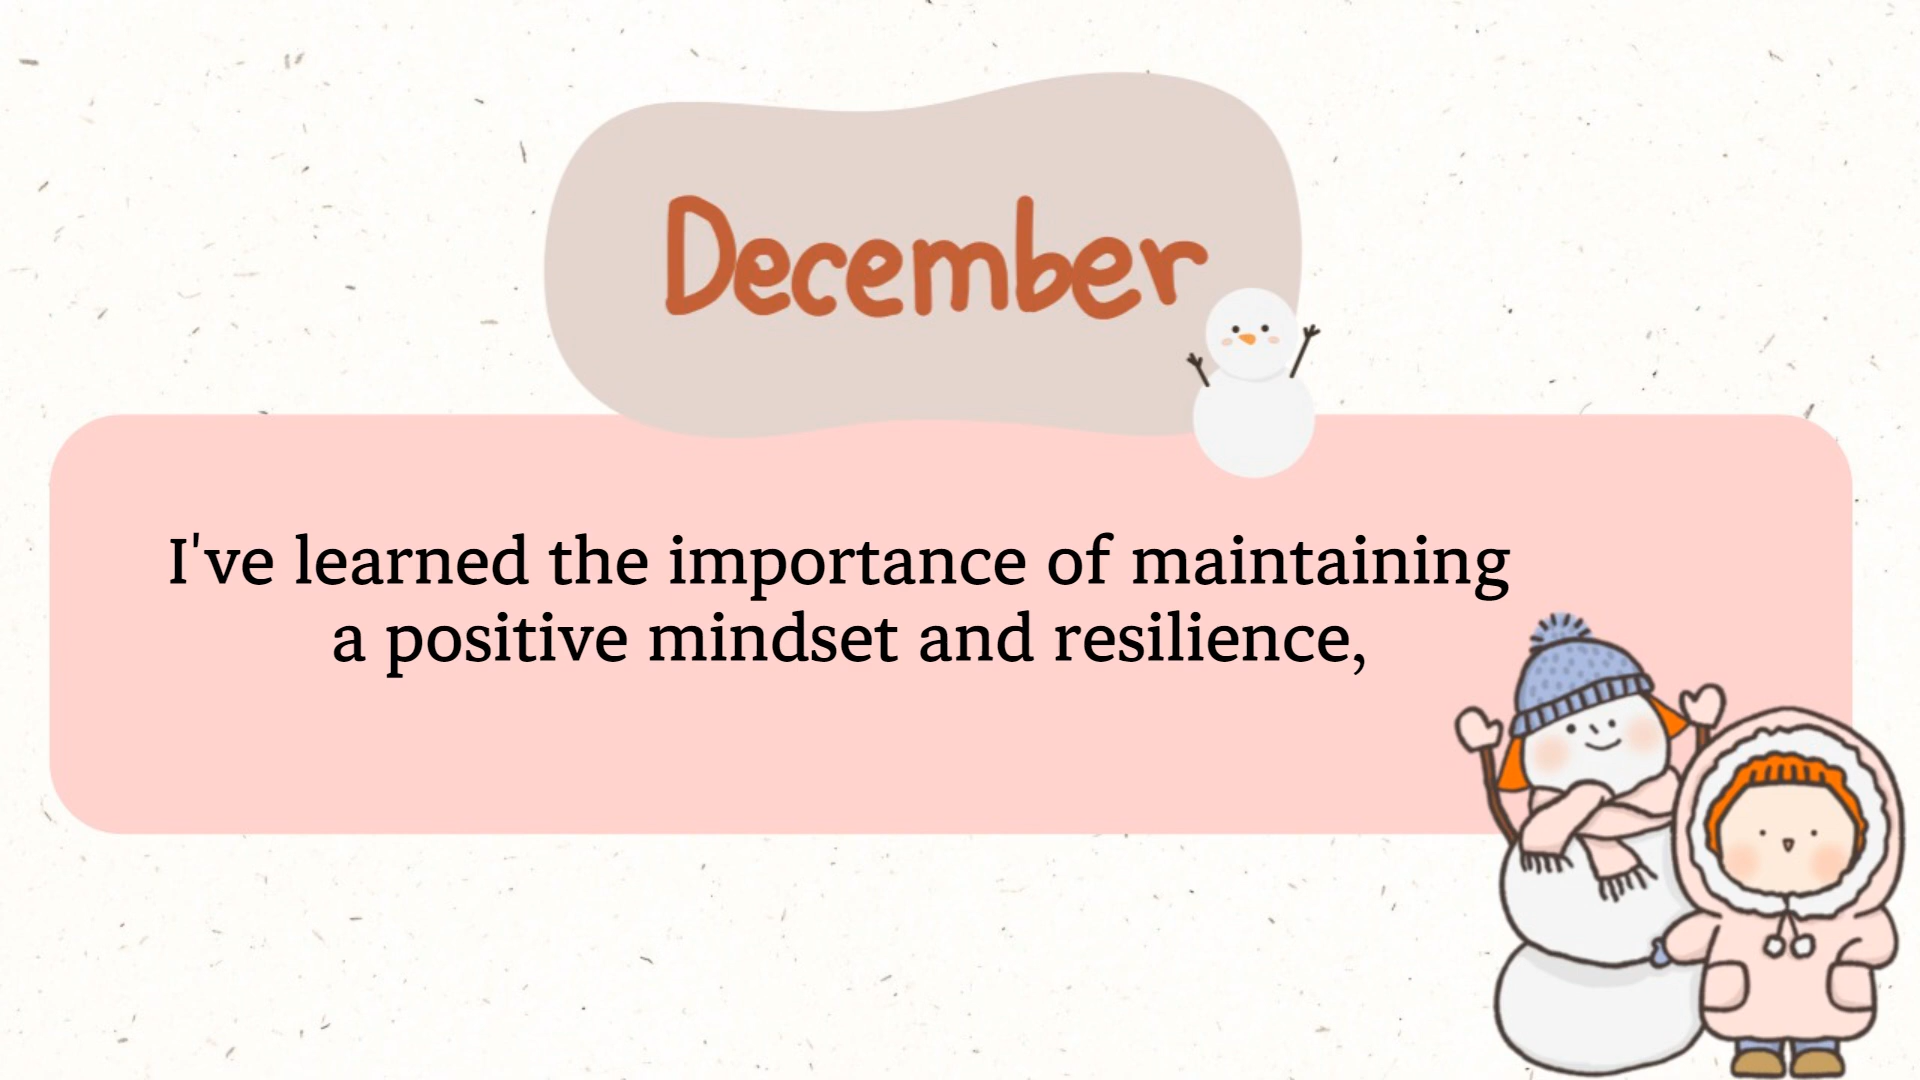 December
I've learned the importance of maintaining
a positive mindset and resilience,